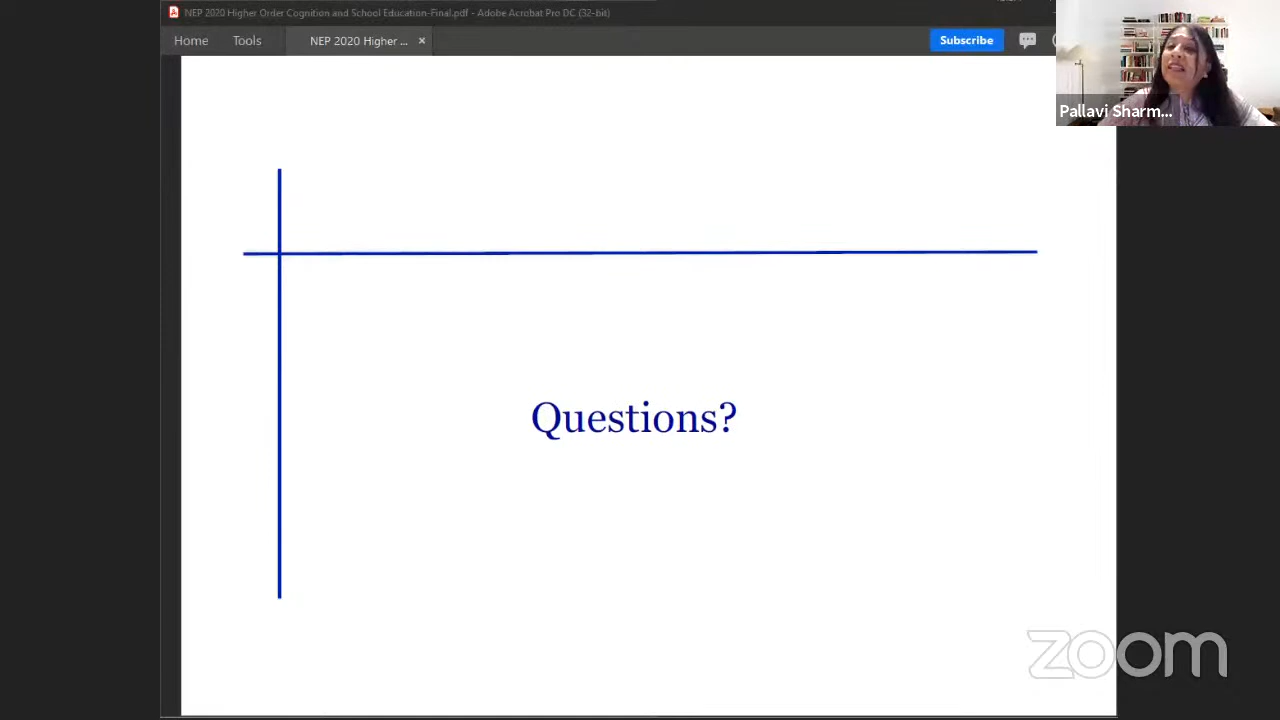 NEP 2020 Higher Order Cognition and School Education-Final.pdf - Adobe Acrobat Pro DC (32-bit)
Home Tools NEP 2020 Higher ... × Subscribe
Pallavi Sharm...
Questions?
zoom